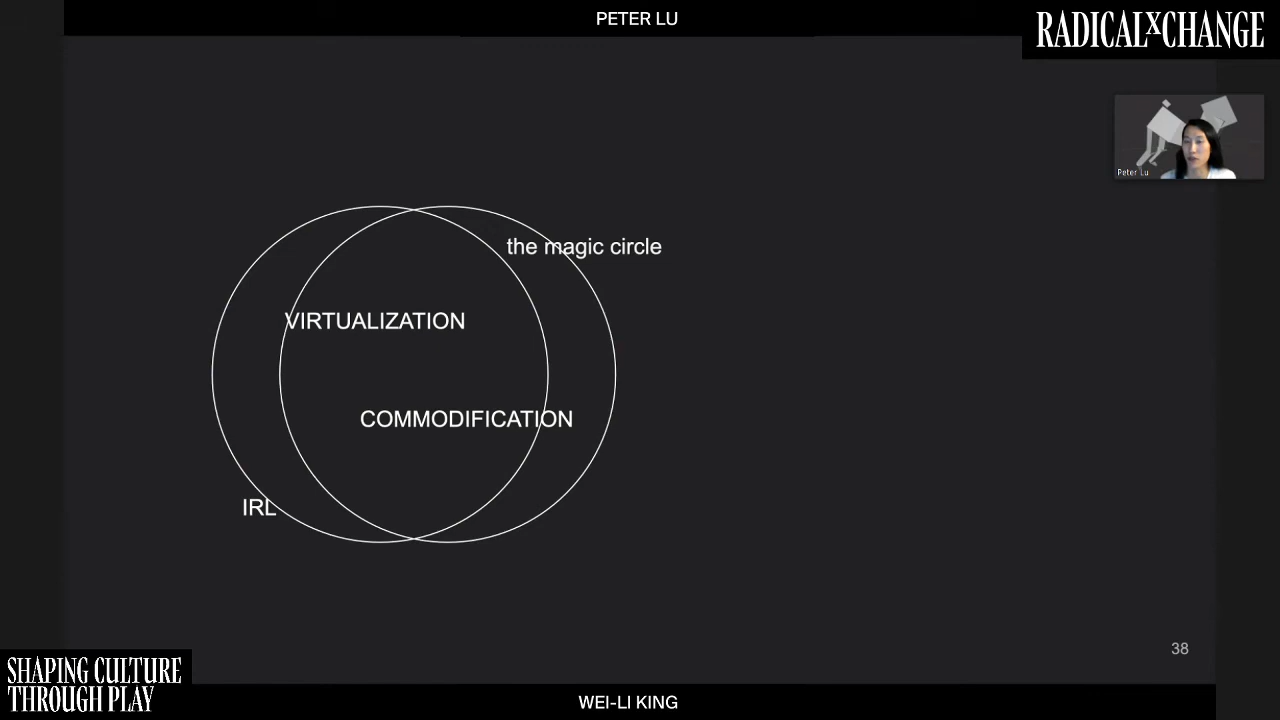 PETER LU
RADICALXCHANGE
Peter Lu
the magic circle
VIRTUALIZATION
COMMODIFICATION
IRL
38
SHAPING CULTURE
THROUGH PLAY
WEI-LI KING